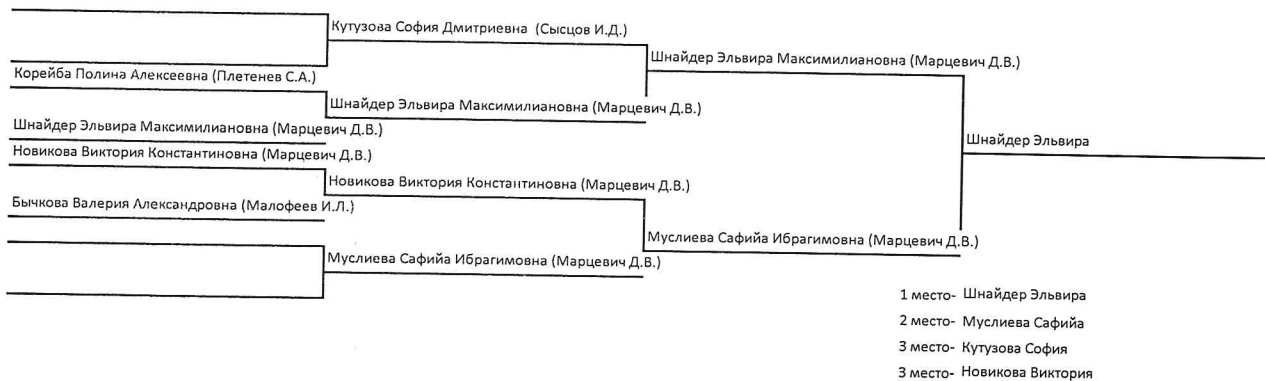 Кутузова София Дмитриевна (Сысцов И.Д.)
Шнайдер Эльвира Максимилиановна (Марцевич Д.В.)
Корейба Полина Алексеевна (Плетенев С.А.)
Шнайдер Эльвира Максимилиановна (Марцевич Д.В.)
Шнайдер Эльвира Максимилиановна (Марцевич Д.В.)
Шнайдер Эльвира
Новикова Виктория Константиновна (Марцевич Д.В.)
Новикова Виктория Константиновна (Марцевич Д.В.)
Бычкова Валерия Александровна (Малофеев И.Л.)
Муслиева Сафийа Ибрагимовна (Марцевич Д.В.)
Муслиева Сафийа Ибрагимовна (Марцевич Д.В.)
1 место- Шнайдер Эльвира
2 место- Муслиева Сафийа
3 место- Кутузова София
3 место- Новикова Виктория